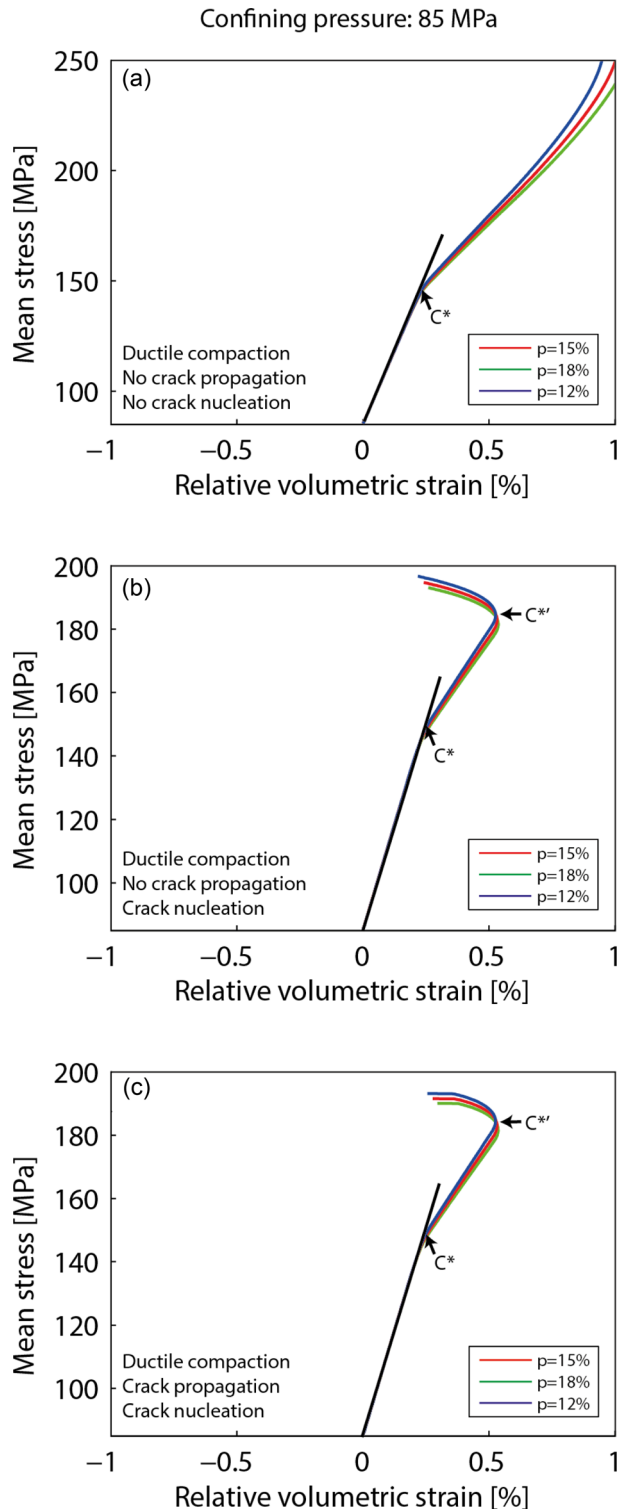 Confining pressure: 85 MPa
(a)
Mean stress [MPa]
250
200
150
100
C*
Ductile compaction
No crack propagation
No crack nucleation
p=15%
p=18%
p=12%
−1
−0.5
0
0.5
1
Relative volumetric strain [%]
(b)
Mean stress [MPa]
200
180
160
140
120
100
C*'
C*
Ductile compaction
No crack propagation
Crack nucleation
p=15%
p=18%
p=12%
−1
−0.5
0
0.5
1
Relative volumetric strain [%]
(c)
Mean stress [MPa]
200
180
160
140
120
100
C*'
C*
Ductile compaction
Crack propagation
Crack nucleation
p=15%
p=18%
p=12%
−1
−0.5
0
0.5
1
Relative volumetric strain [%]